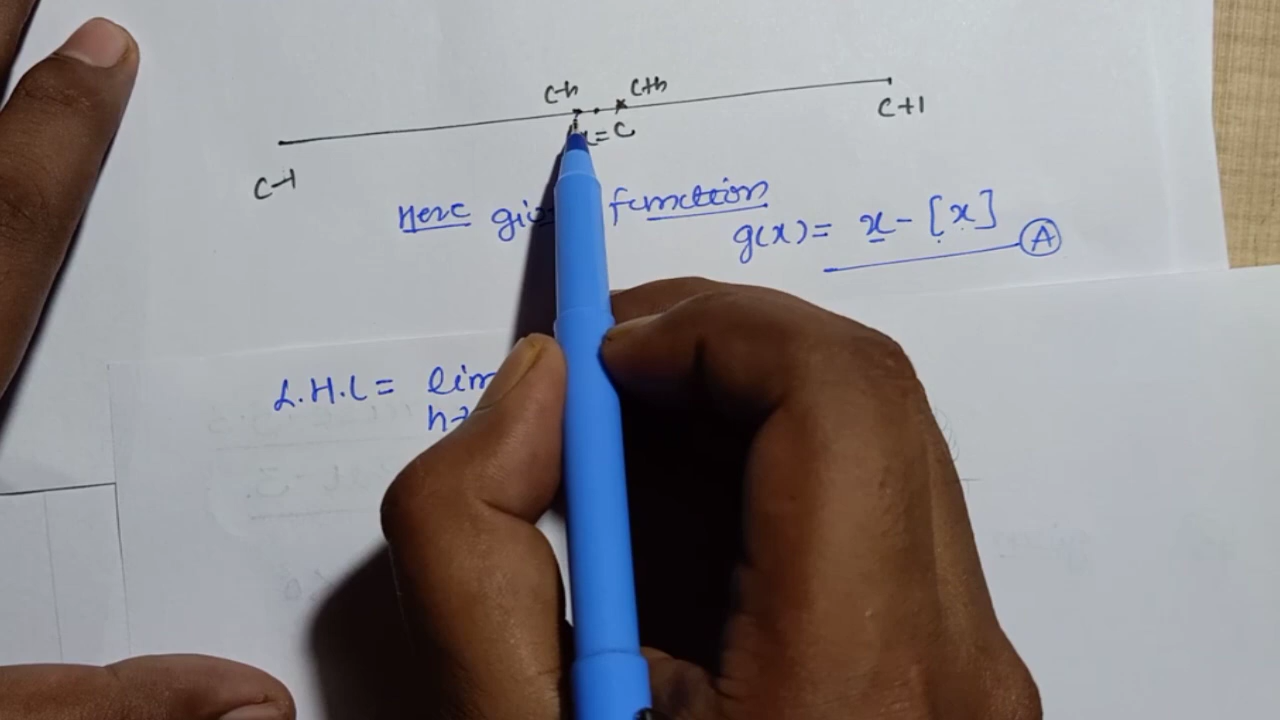 C-h C+h
C-1 x=C C+1
Here function
g(x)= x-[x] A
L.H.L= lim
h→